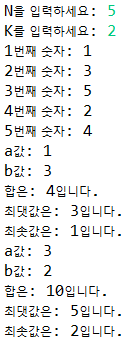 N을 입력하세요: 5
K를 입력하세요: 2
1번째 숫자: 1
2번째 숫자: 3
3번째 숫자: 5
4번째 숫자: 2
5번째 숫자: 4
a값: 1
b값: 3
합은: 4입니다.
최댓값은: 3입니다.
최솟값은: 1입니다.
a값: 3
b값: 2
합은: 10입니다.
최댓값은: 5입니다.
최솟값은: 2입니다.